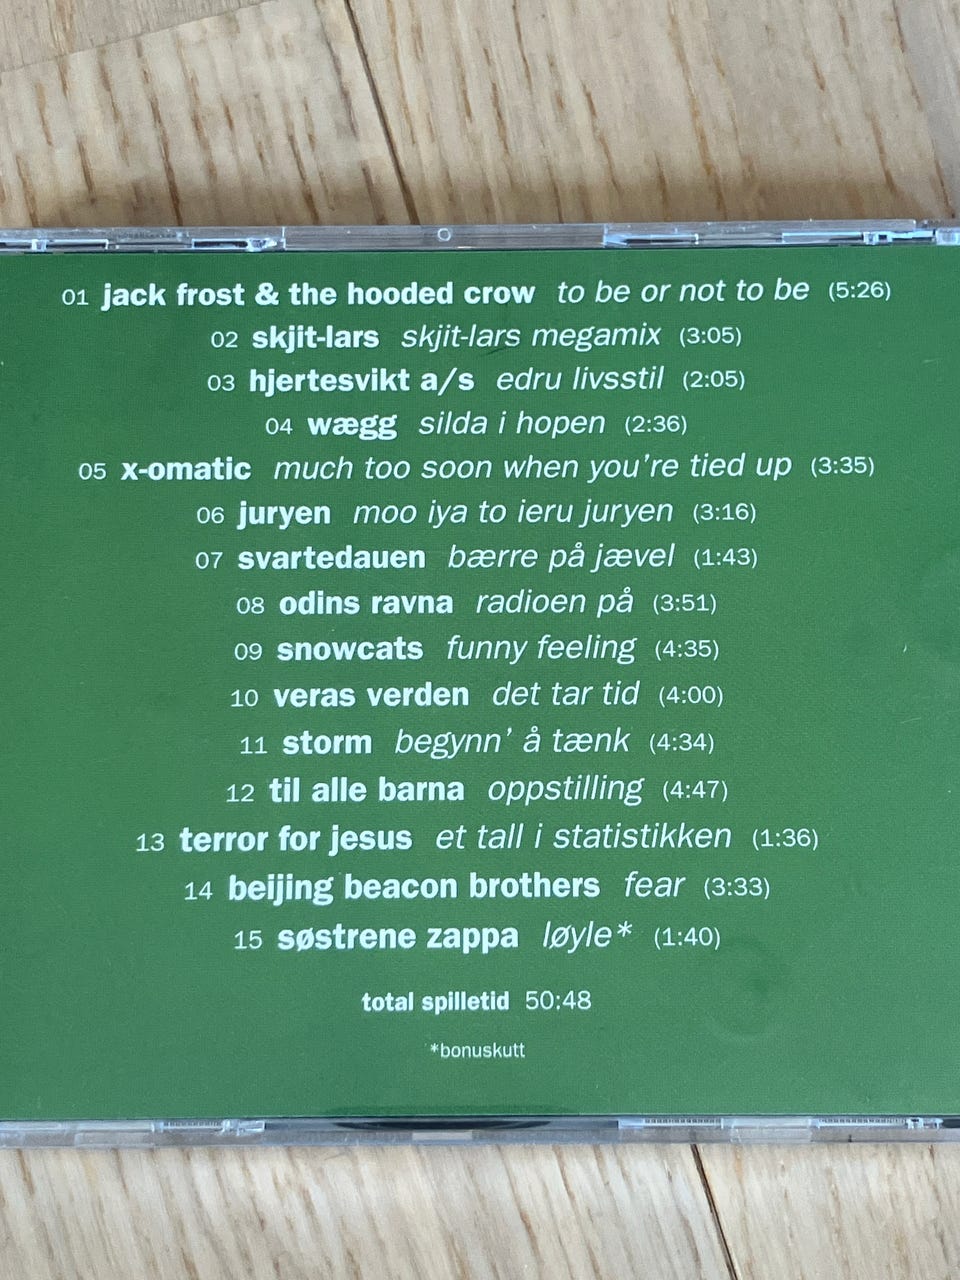 01 jack frost & the hooded crow to be or not to be (5:26)
02 skjit-lars skjit-lars megamix (3:05)
03 hjertesvikt a/s edru livsstil (2:05)
04 wægg silda i hopen (2:36)
05 x-omatic much too soon when you're tied up (3:35)
06 juryen moo iya to ieru juryen (3:16)
07 svartedauen bærre på jævel (1:43)
08 odins ravna radioen på (3:51)
09 snowcats funny feeling (4:35)
10 veras verden det tar tid (4:00)
11 storm begynn' å tænk (4:34)
12 til alle barna oppstilling (4:47)
13 terror for jesus et tall i statistikken (1:36)
14 beijing beacon brothers fear (3:33)
15 søstrene zappa løyle* (1:40)
total spilletid 50:48
*bonuskutt